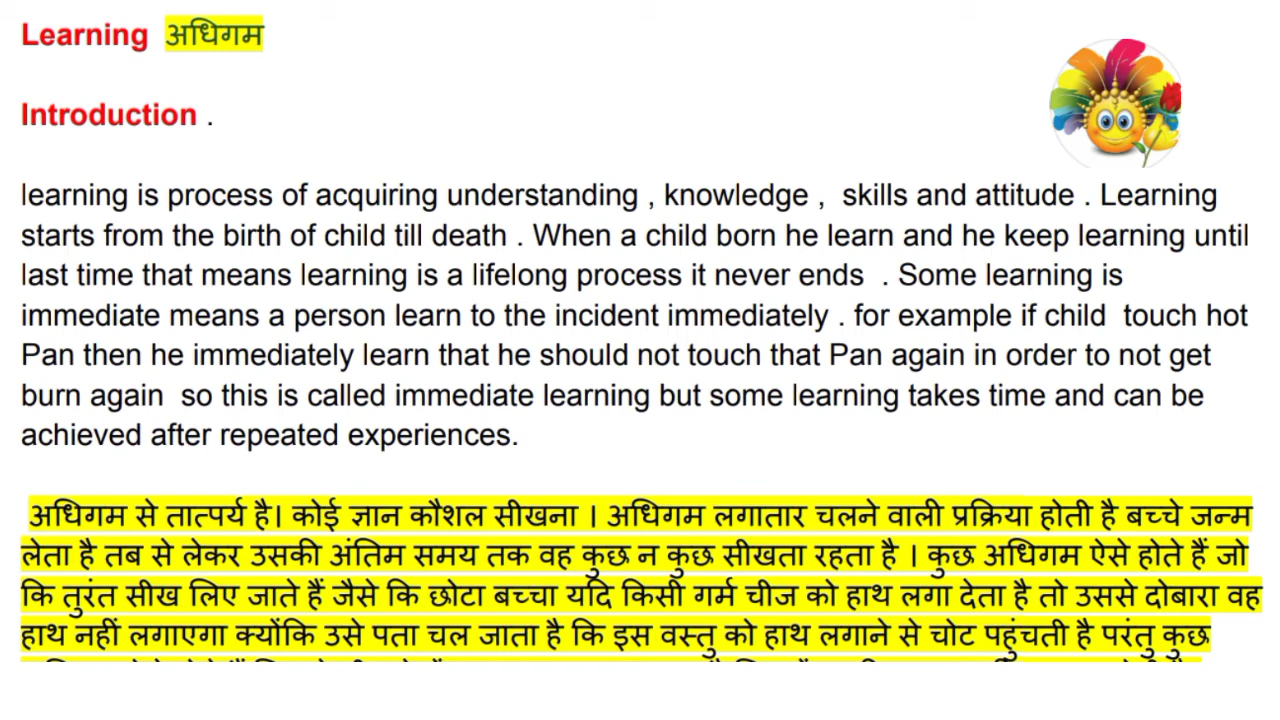 Learning अधिगम
Introduction .
learning is process of acquiring understanding , knowledge , skills and attitude . Learning
starts from the birth of child till death . When a child born he learn and he keep learning until
last time that means learning is a lifelong process it never ends . Some learning is
immediate means a person learn to the incident immediately . for example if child touch hot
Pan then he immediately learn that he should not touch that Pan again in order to not get
burn again so this is called immediate learning but some learning takes time and can be
achieved after repeated experiences.
अधिगम से तात्पर्य है। कोई ज्ञान कौशल सीखना । अधिगम लगातार चलने वाली प्रक्रिया होती है बच्चे जन्म
लेता है तब से लेकर उसकी अंतिम समय तक वह कुछ न कुछ सीखता रहता है । कुछ अधिगम ऐसे होते हैं जो
कि तुरंत सीख लिए जाते हैं जैसे कि छोटा बच्चा यदि किसी गर्म चीज को हाथ लगा देता है तो उससे दोबारा वह
हाथ नहीं लगाएगा क्योंकि उसे पता चल जाता है कि इस वस्तु को हाथ लगाने से चोट पहुंचती है परंतु कुछ